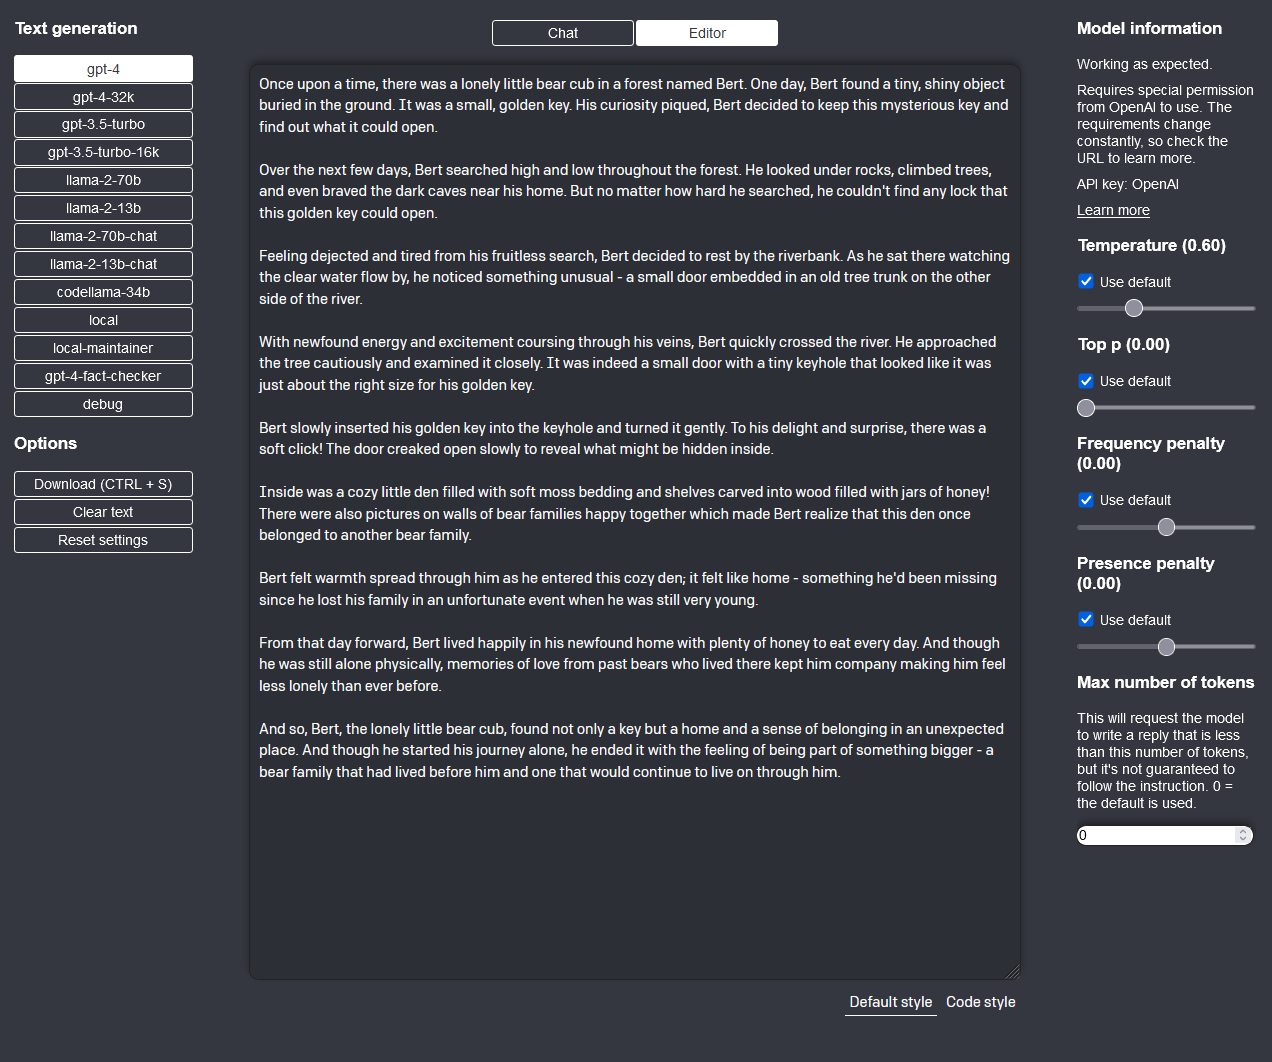 Text generation
gpt-4
gpt-4-32k
gpt-3.5-turbo
gpt-3.5-turbo-16k
llama-2-70b
llama-2-13b
llama-2-70b-chat
llama-2-13b-chat
codellama-34b
local
local-maintainer
gpt-4-fact-checker
debug
Options
Download (CTRL + S)
Clear text
Reset settings
Chat
Editor
Once upon a time, there was a lonely little bear cub in a forest named Bert. One day, Bert found a tiny, shiny object
buried in the ground. It was a small, golden key. His curiosity piqued, Bert decided to keep this mysterious key and
find out what it could open.
Over the next few days, Bert searched high and low throughout the forest. He looked under rocks, climbed trees,
and even braved the dark caves near his home. But no matter how hard he searched, he couldn't find any lock that
this golden key could open.
Feeling dejected and tired from his fruitless search, Bert decided to rest by the riverbank. As he sat there watching
the clear water flow by, he noticed something unusual - a small door embedded in an old tree trunk on the other
side of the river.
With newfound energy and excitement coursing through his veins, Bert quickly crossed the river. He approached
the tree cautiously and examined it closely. It was indeed a small door with a tiny keyhole that looked like it was
just about the right size for his golden key.
Bert slowly inserted his golden key into the keyhole and turned it gently. To his delight and surprise, there was a
soft click! The door creaked open slowly to reveal what might be hidden inside.
Inside was a cozy little den filled with soft moss bedding and shelves carved into wood filled with jars of honey!
There were also pictures on walls of bear families happy together which made Bert realize that this den once
belonged to another bear family.
Bert felt warmth spread through him as he entered this cozy den; it felt like home - something he'd been missing
since he lost his family in an unfortunate event when he was still very young.
From that day forward, Bert lived happily in his newfound home with plenty of honey to eat every day. And though
he was still alone physically, memories of love from past bears who lived there kept him company making him feel
less lonely than ever before.
And so, Bert, the lonely little bear cub, found not only a key but a home and a sense of belonging in an unexpected
place. And though he started his journey alone, he ended it with the feeling of being part of something bigger - a
bear family that had lived before him and one that would continue to live on through him.
Default style
Code style
Model information
Working as expected.
Requires special permission
from OpenAI to use. The
requirements change
constantly, so check the
URL to learn more.
API key: OpenAI
Learn more
Temperature (0.60)
Use default
Top p (0.00)
Use default
Frequency penalty
(0.00)
Use default
Presence penalty
(0.00)
Use default
Max number of tokens
This will request the model
to write a reply that is less
than this number of tokens,
but it's not guaranteed to
follow the instruction. 0 =
the default is used.
0